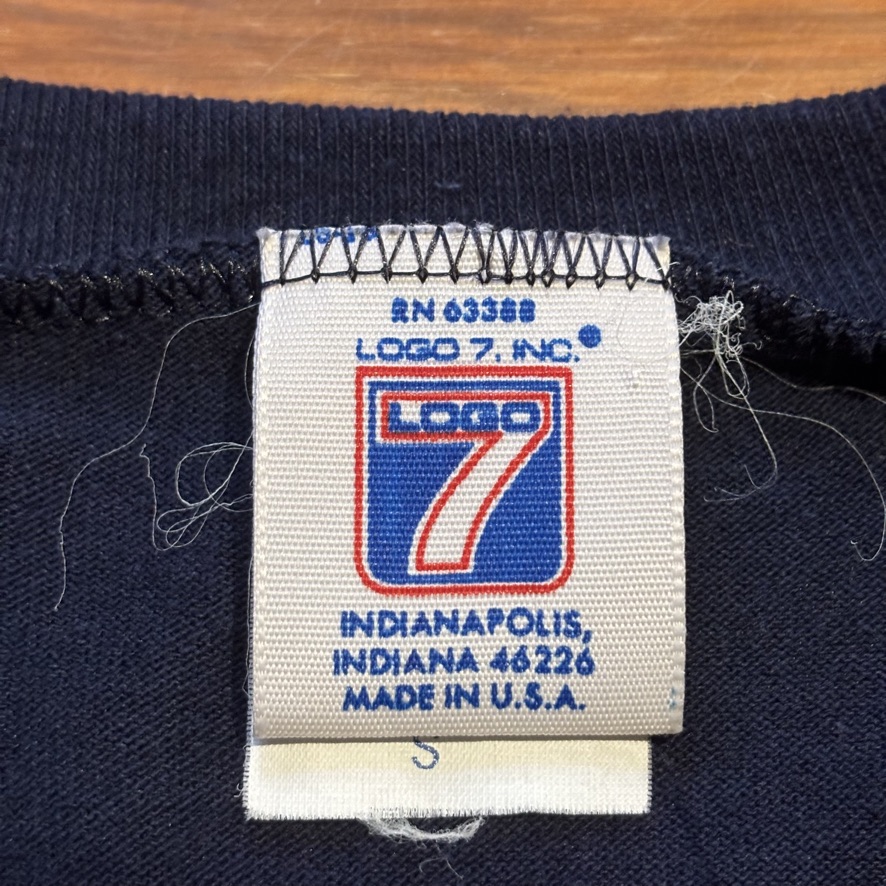 RN 63388
LOGO 7, INC.
LOGO
7
INDIANAPOLIS,
INDIANA 46226
MADE IN U.S.A.
S